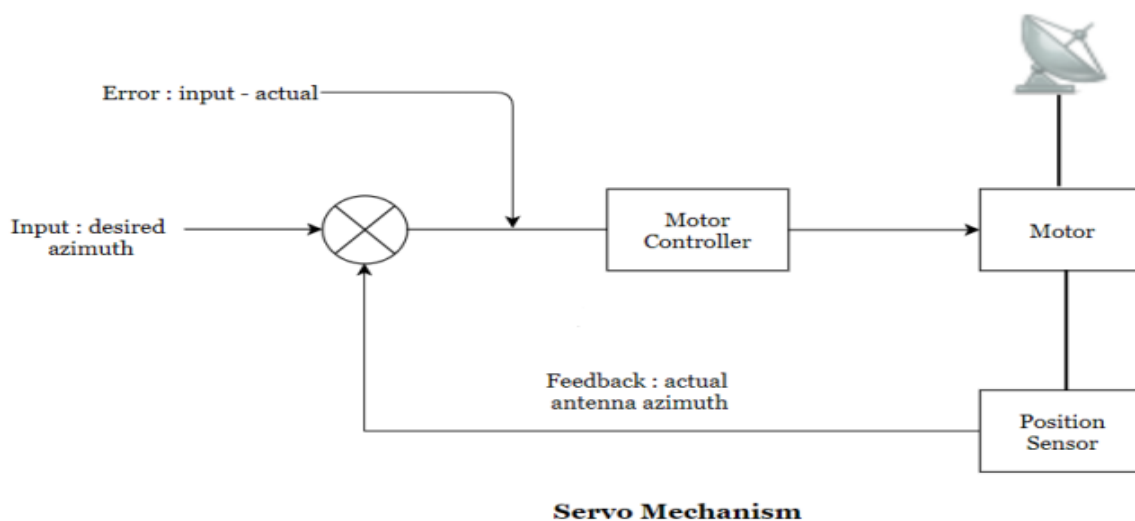 Error : input - actual
Input : desired
azimuth
Motor
Controller
Motor
Feedback : actual
antenna azimuth
Position
Sensor
Servo Mechanism